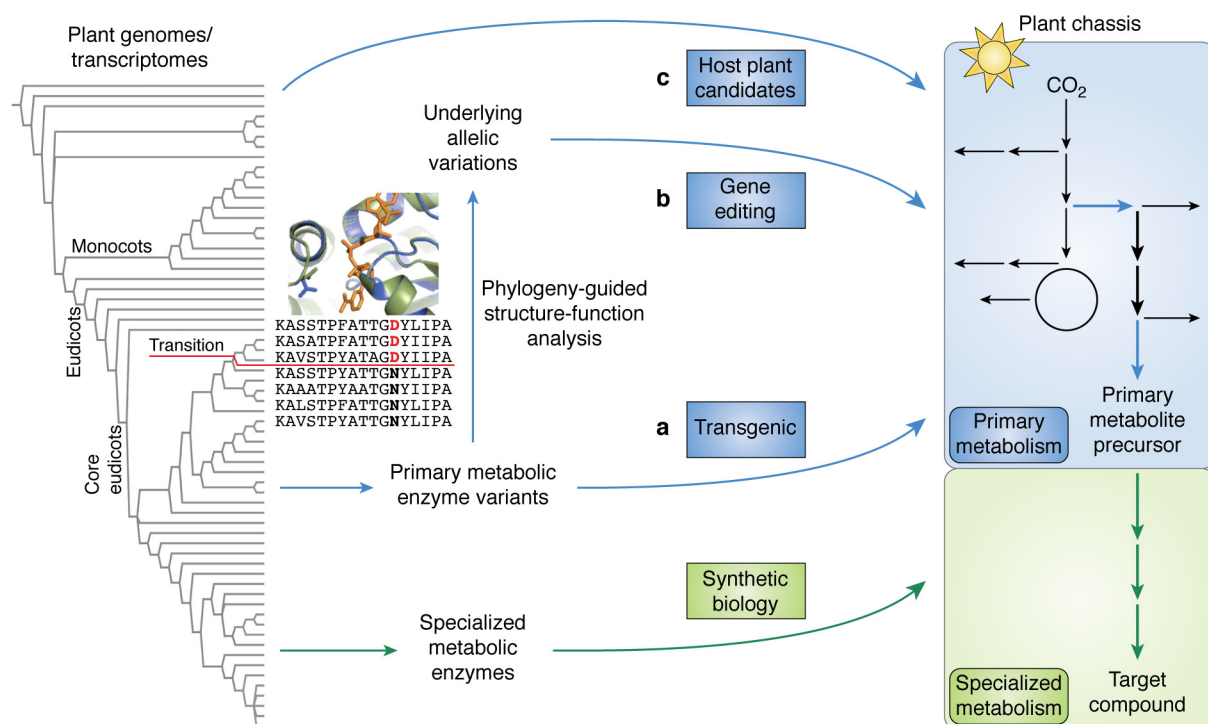 Plant genomes/
transcriptomes
Monocots
Eudicots
Transition
Core
eudicots
KASSTPFATTGDYLIPA
KASATPFATTGDYIIPA
KAVSTPYATAGDYIIPA
KASSTPYATTGNYLIPA
KAAATPYAATGNYIIPA
KALSTPFATTGNYLIPA
KAVSTPYATTGNYLIPA
Underlying
allelic
variations
Phylogeny-guided
structure-function
analysis
Primary metabolic
enzyme variants
Specialized
metabolic
enzymes
c
Host plant
candidates
b
Gene
editing
a
Transgenic
Synthetic
biology
Plant chassis
CO₂
Primary
metabolism
Primary
metabolite
precursor
Specialized
metabolism
Target
compound